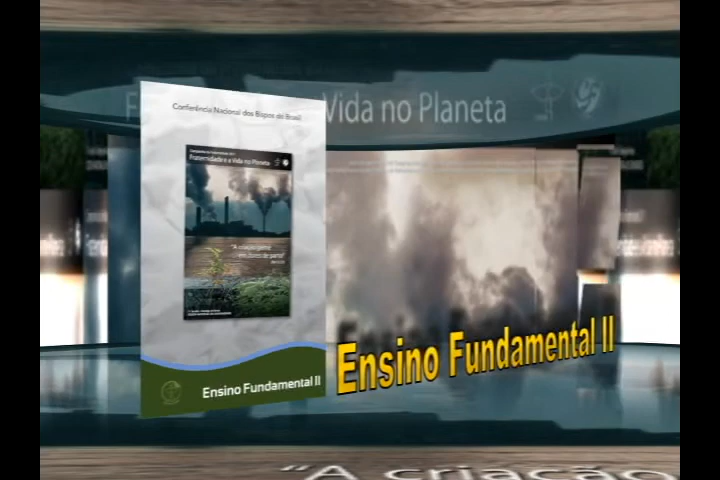 Vida no Planeta
Conferência Nacional dos Bispos do Brasil
Fraternidade e a Vida no Planeta
"A criação geme
em dores de parto"
Ensino Fundamental II
Ensino Fundamental II
"A criação